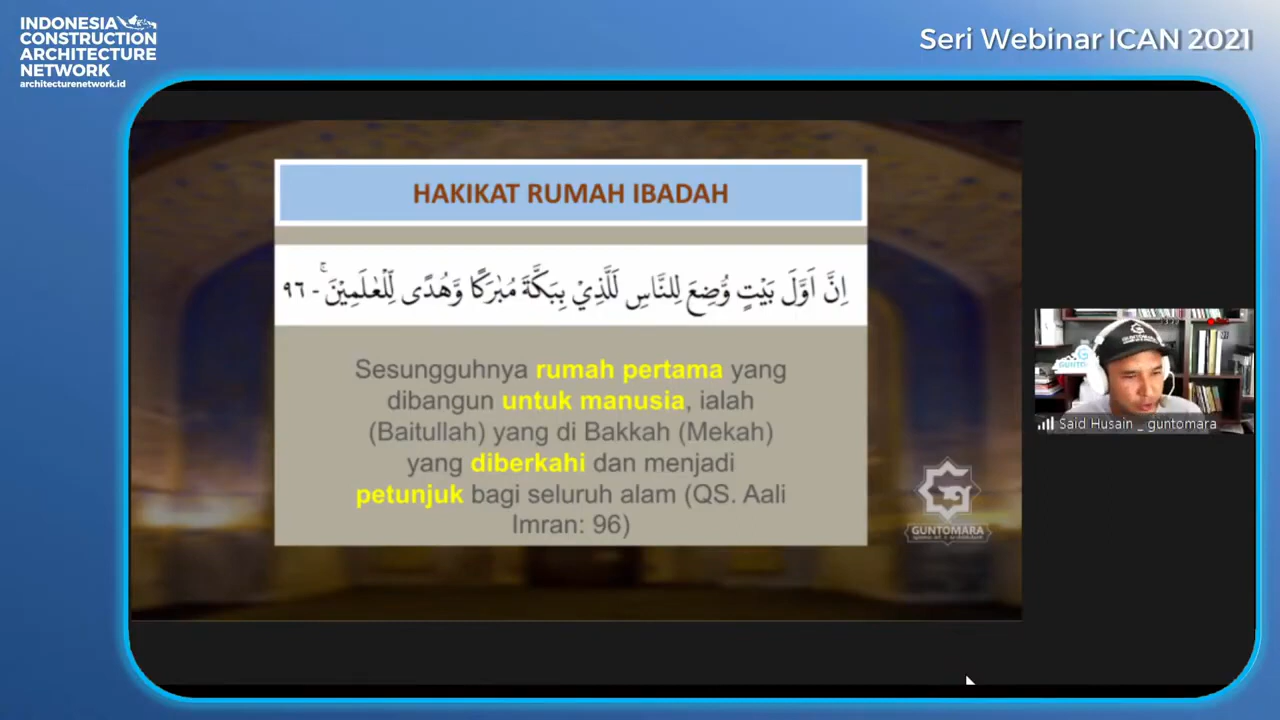 INDONESIA
CONSTRUCTION
ARCHITECTURE
NETWORK
architecturenetwork.id
Seri Webinar ICAN 2021
HAKIKAT RUMAH IBADAH
اِنَّ اَوَّلَ بَيْتٍ وُّضِعَ لِلنَّاسِ لَلَّذِيْ بِبَكَّةَ مُبٰرَكًا وَّهُدًى لِّلْعٰلَمِيْنَۚ - ٩٦
Sesungguhnya rumah pertama yang
dibangun untuk manusia, ialah
(Baitullah) yang di Bakkah (Mekah)
yang diberkahi dan menjadi
petunjuk bagi seluruh alam (QS. Aali
Imran: 96)
GUNTOMARA
Said Husain _ guntomara